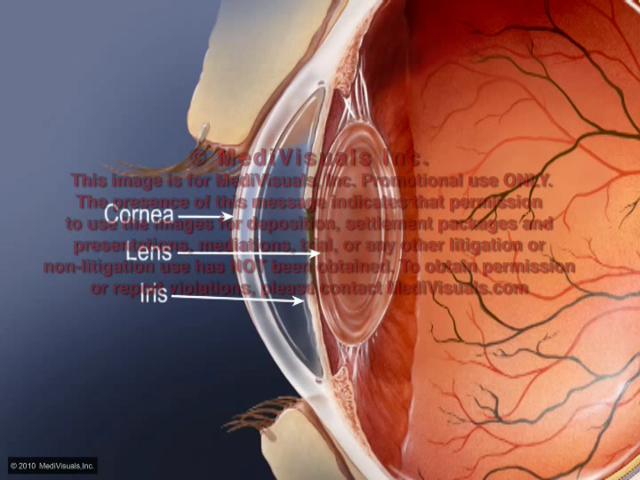 © MediVisuals Inc.
This image is for MediVisuals, Inc. Promotional use ONLY.
The presence of this message indicates that permission
Cornea
to use the images for deposition, settlement packages and
presentations, mediations, trial, or any other litigation or
Lens
non-litigation use has NOT been obtained. To obtain permission
or report violations, please contact MediVisuals.com
Iris
© 2010 MediVisuals, Inc.